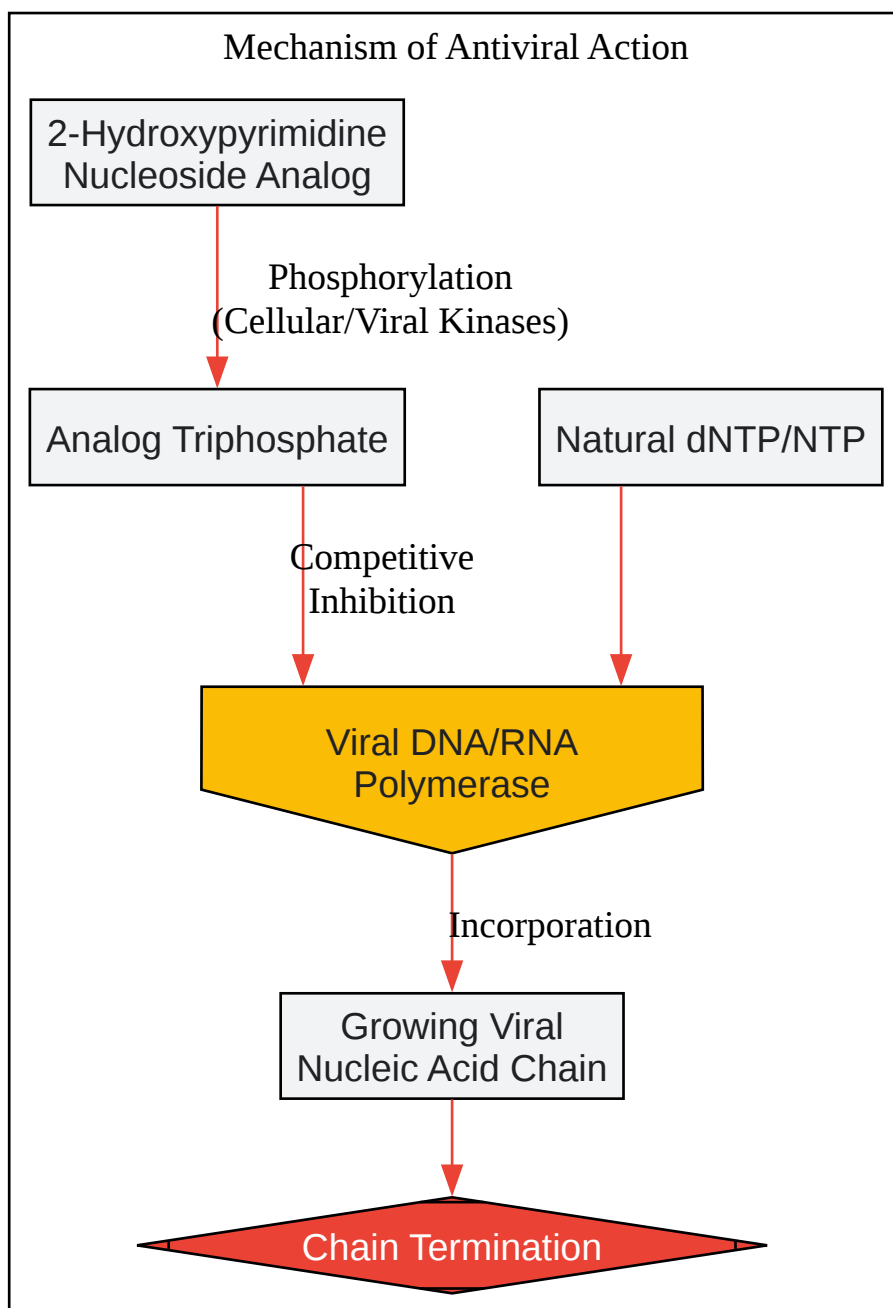 Mechanism of Antiviral Action
2-Hydroxypyrimidine
Nucleoside Analog
Phosphorylation
(Cellular/Viral Kinases)
Analog Triphosphate
Natural dNTP/NTP
Competitive
Inhibition
Viral DNA/RNA
Polymerase
Incorporation
Growing Viral
Nucleic Acid Chain
Chain Termination